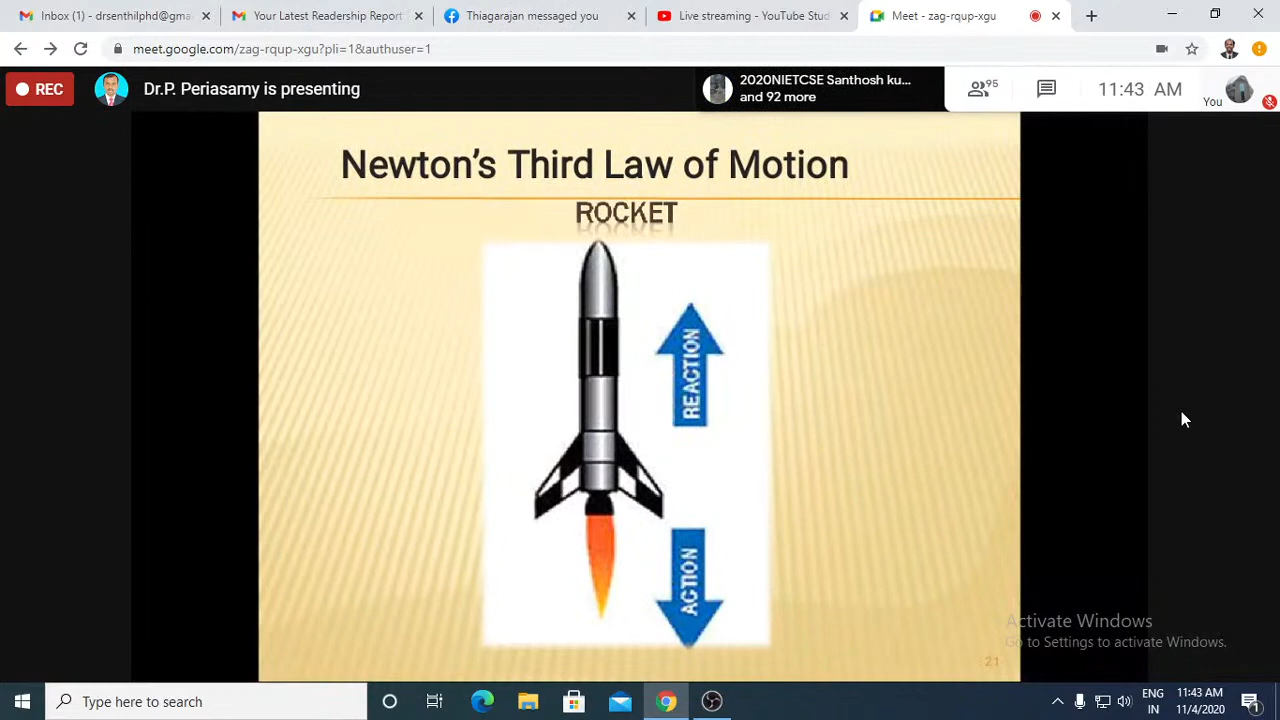 Inbox (1) - drsenthilphd@gma
Your Latest Readership Report
Thiagarajan messaged you
Live streaming - YouTube Stud
Meet - zag-rqup-xgu
meet.google.com/zag-rqup-xgu?pli=1&authuser=1
REC
Dr.P. Periasamy is presenting
2020NIETCSE Santhosh ku...
and 92 more
95
11:43 AM
You
Newton's Third Law of Motion
ROCKET
REACTION
ACTION
Activate Windows
Go to Settings to activate Windows.
21
Type here to search
ENG
IN
11:43 AM
11/4/2020
1